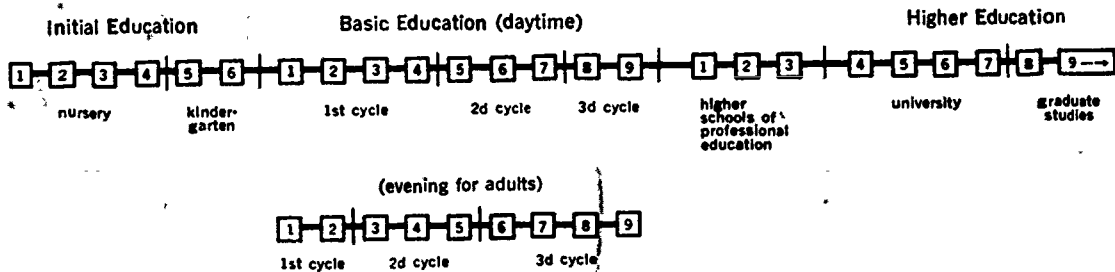 Initial Education Basic Education (daytime) Higher Education
1 2 3 4 5 6 1 2 3 4 5 6 7 8 9 1 2 3 4 5 6 7 8 9
nursery kinder- garten 1st cycle 2d cycle 3d cycle higher schools of professional education university graduate studies
(evening for adults)
1 2 3 4 5 6 7 8 9
1st cycle 2d cycle 3d cycle